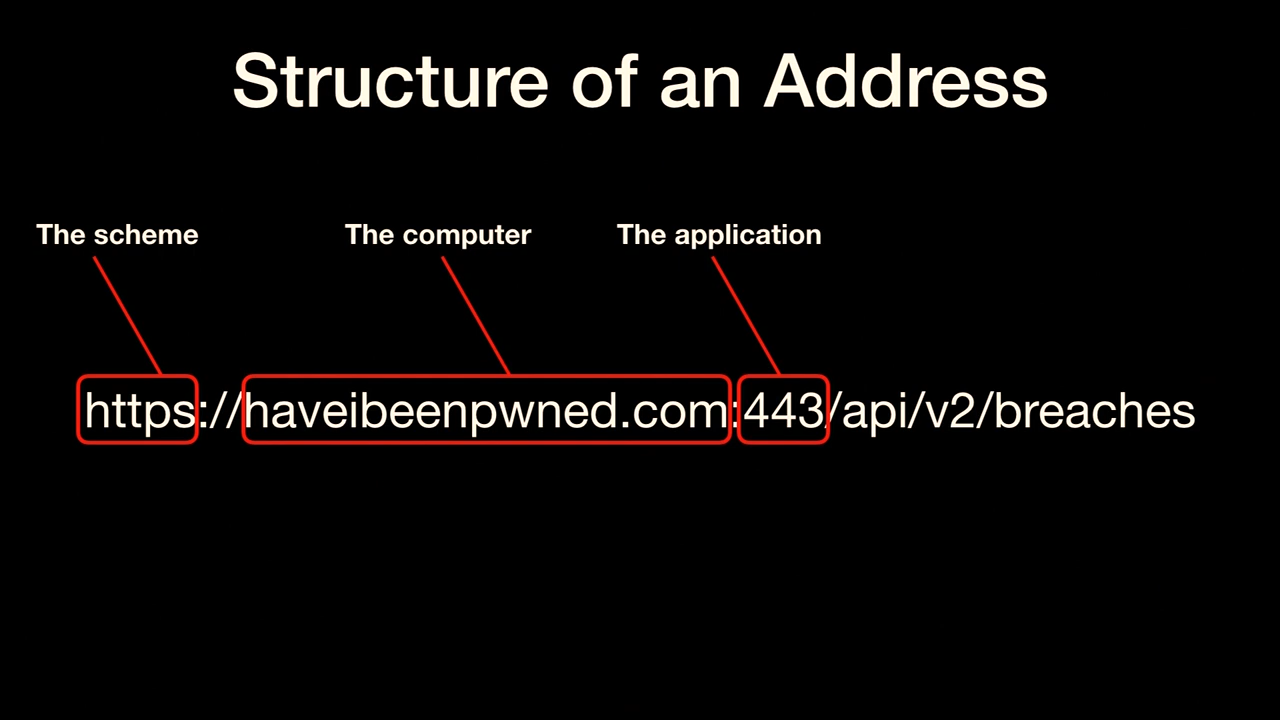 Structure of an Address
The scheme The computer The application
https://haveibeenpwned.com:443/api/v2/breaches